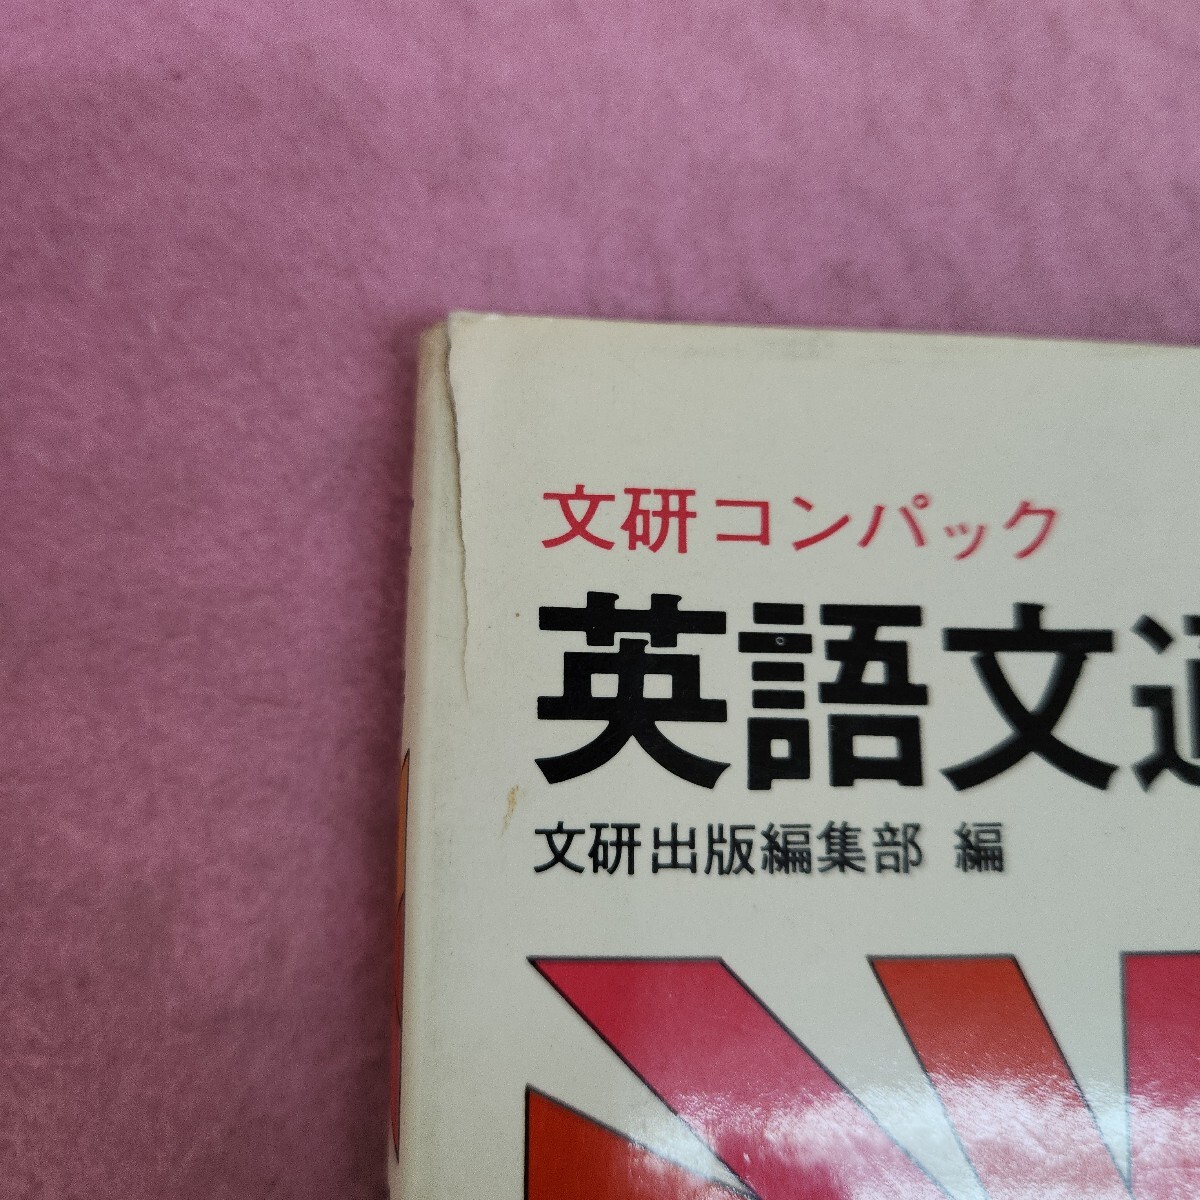 文研コンパック
英語文
文研出版編集部 編